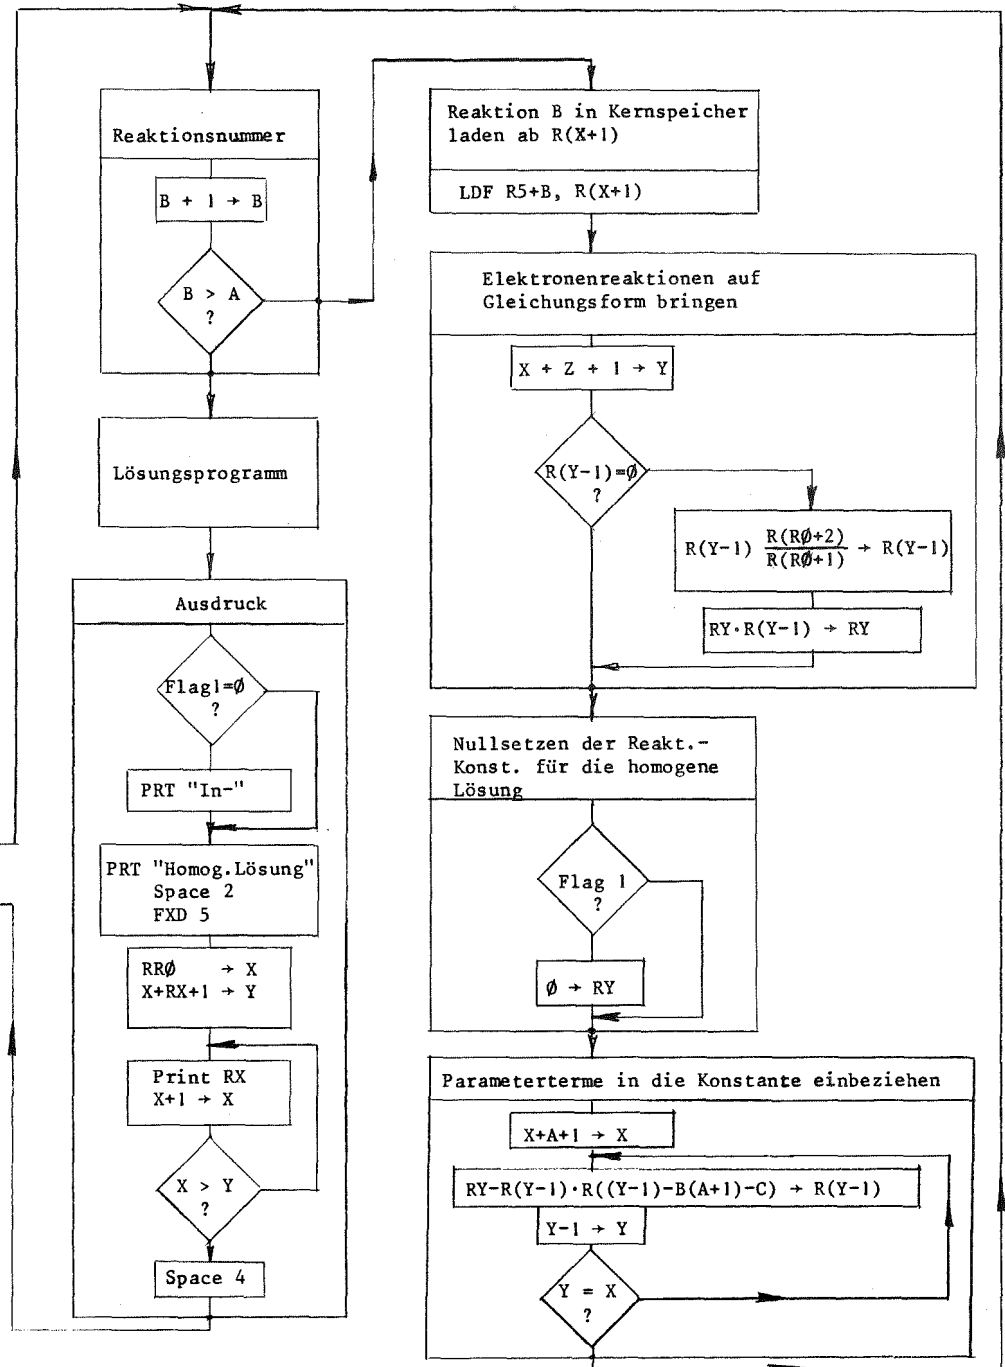 Reaktionsnummer
B + 1 → B
B > A
?
Lösungsprogramm
Ausdruck
Flag1=Ø
?
PRT "In-"
PRT "Homog.Lösung"
Space 2
FXD 5
RRØ → X
X+RX+1 → Y
Print RX
X+1 → X
X > Y
?
Space 4
Reaktion B in Kernspeicher
laden ab R(X+1)
LDF R5+B, R(X+1)
Elektronenreaktionen auf
Gleichungsform bringen
X + Z + 1 → Y
R(Y-1)=Ø
?
R(Y-1) R(RØ+2)/R(RØ+1) → R(Y-1)
RY·R(Y-1) → RY
Nullsetzen der Reakt.-
Konst. für die homogene
Lösung
Flag 1
?
Ø → RY
Parameterterme in die Konstante einbeziehen
X+A+1 → X
RY-R(Y-1)·R((Y-1)-B(A+1)-C) → R(Y-1)
Y-1 → Y
Y = X
?